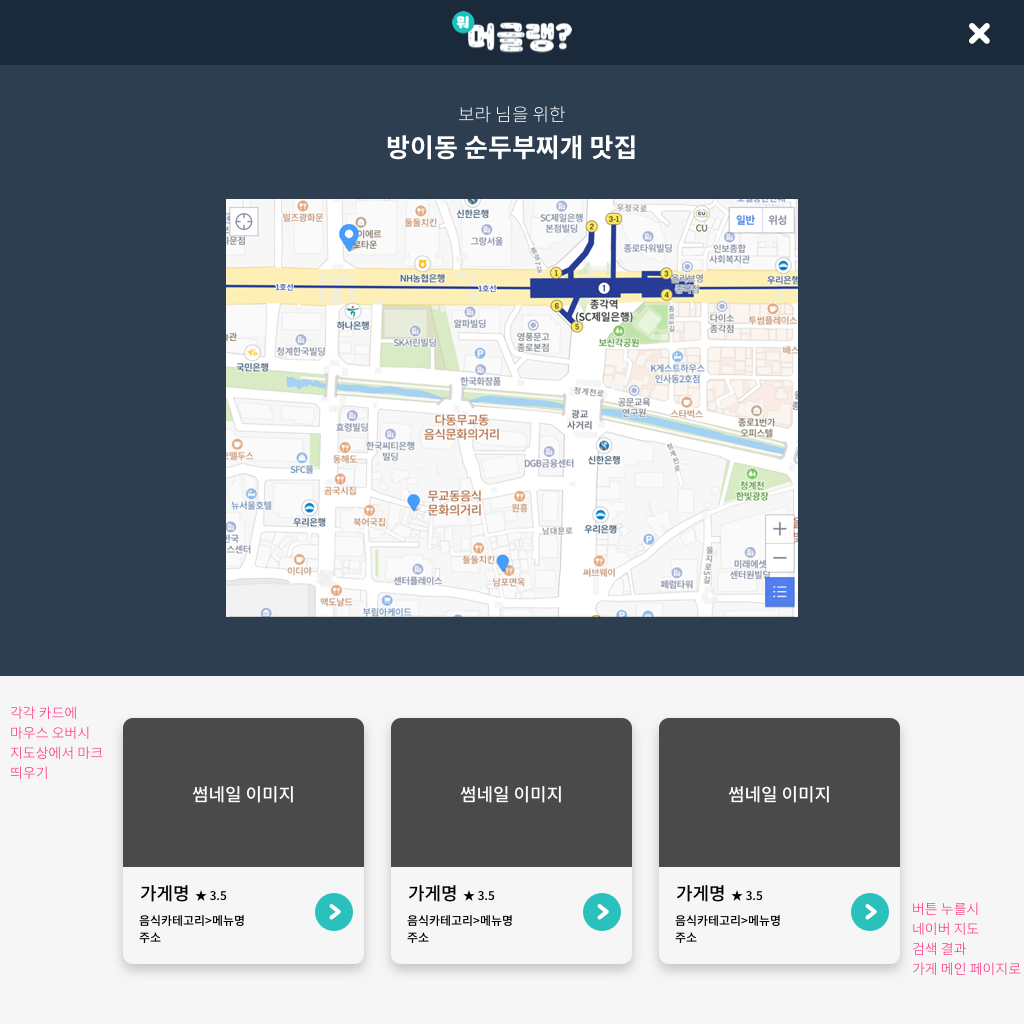 뭐
머글랭?
보라 님을 위한
방이동 순두부찌개 맛집
빌즈광화문
둘둘치킨
신한은행
그랑서울
SC제일은행
본점빌딩
우정국로
3-1
2
종로타워빌딩
CU
일반
위성
인보종합
사회복지관
우리은행
NH농협은행
1호선
1호선
1
1
3
4
6
5
종각역
(SC제일은행)
하나은행
알파빌딩
SK서린빌딩
영풍문고
종로본점
보신각공원
다이소
종각점
투썸플레이스
청계한국빌딩
국민은행
한국화장품
K게스트하우스
인사동2호점
청계천로
공문교육
연구원
스타벅스
종로1번가
오피스텔
효령빌딩
다동무교동
음식문화의거리
광교
사거리
한국씨티은행
빌딩
동해도
SFC몰
DGB금융센터
신한은행
청계천
한빛광장
곰국시집
뉴서울호텔
우리은행
북어국집
무교동음식
문화의거리
원흥
남대문로
우리은행
둘둘치킨
남포면옥
이디야
센터플레이스
써브웨이
페럼타워
을지로5길
미래에셋
센터원빌딩
맥도날드
부림아케이드
각각 카드에
마우스 오버시
지도상에서 마크
띄우기
썸네일 이미지
썸네일 이미지
썸네일 이미지
가게명 ★ 3.5
음식카테고리>메뉴명
주소
가게명 ★ 3.5
음식카테고리>메뉴명
주소
가게명 ★ 3.5
음식카테고리>메뉴명
주소
버튼 누를시
네이버 지도
검색 결과
가게 메인 페이지로